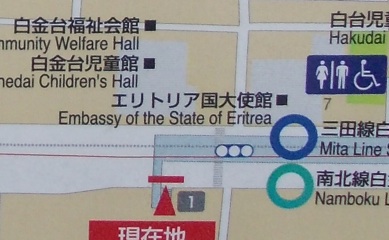 白金台福祉会館
mmunity Welfare Hall
白金台児童館
nedai Children's Hall
白台児
Hakudai
エリトリア国大使館
Embassy of the State of Eritrea
7
三田線白
Mita Line S
南北線白
Namboku L
1
現在地